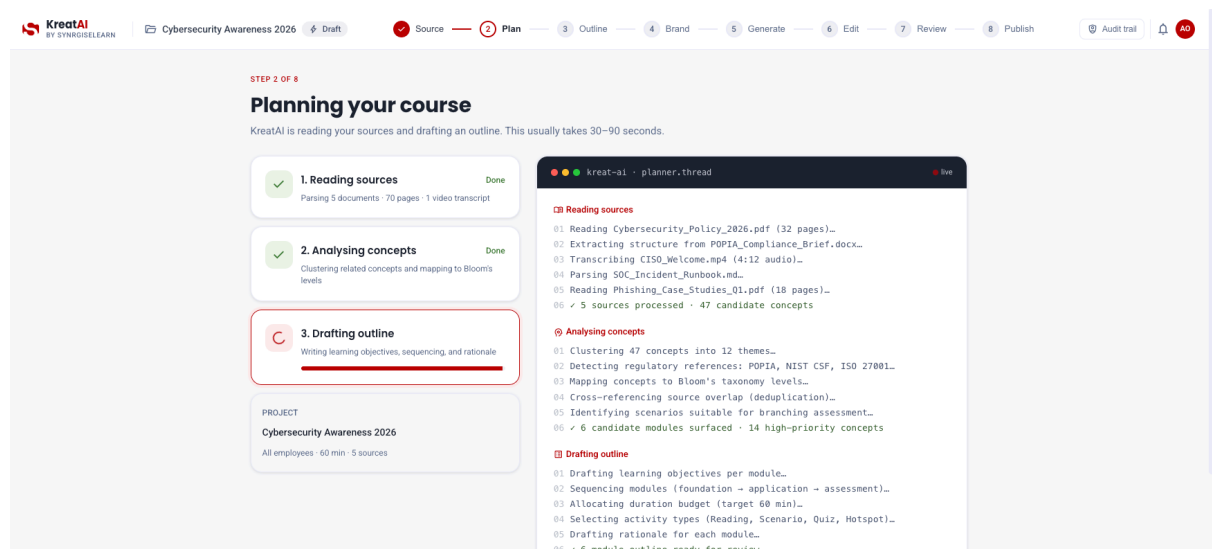 KreatAI
BY SYNRGISELEARN
Cybersecurity Awareness 2026
Draft
Source
2 Plan
3 Outline
4 Brand
5 Generate
6 Edit
7 Review
8 Publish
Audit trail
AO
STEP 2 OF 8
Planning your course
KreatAI is reading your sources and drafting an outline. This usually takes 30–90 seconds.
1. Reading sources
Done
Parsing 5 documents · 70 pages · 1 video transcript
2. Analysing concepts
Done
Clustering related concepts and mapping to Bloom's
levels
3. Drafting outline
Writing learning objectives, sequencing, and rationale
PROJECT
Cybersecurity Awareness 2026
All employees · 60 min · 5 sources
kreat-ai · planner.thread
live
Reading sources
01 Reading Cybersecurity_Policy_2026.pdf (32 pages)…
02 Extracting structure from POPIA_Compliance_Brief.docx…
03 Transcribing CISO_Welcome.mp4 (4:12 audio)…
04 Parsing SOC_Incident_Runbook.md…
05 Reading Phishing_Case_Studies_Q1.pdf (18 pages)…
06 ✓ 5 sources processed · 47 candidate concepts
Analysing concepts
01 Clustering 47 concepts into 12 themes…
02 Detecting regulatory references: POPIA, NIST CSF, ISO 27001…
03 Mapping concepts to Bloom's taxonomy levels…
04 Cross-referencing source overlap (deduplication)…
05 Identifying scenarios suitable for branching assessment…
06 ✓ 6 candidate modules surfaced · 14 high-priority concepts
Drafting outline
01 Drafting learning objectives per module…
02 Sequencing modules (foundation → application → assessment)…
03 Allocating duration budget (target 60 min)…
04 Selecting activity types (Reading, Scenario, Quiz, Hotspot)…
05 Drafting rationale for each module…
06 ✓ 6 module outline ready for review